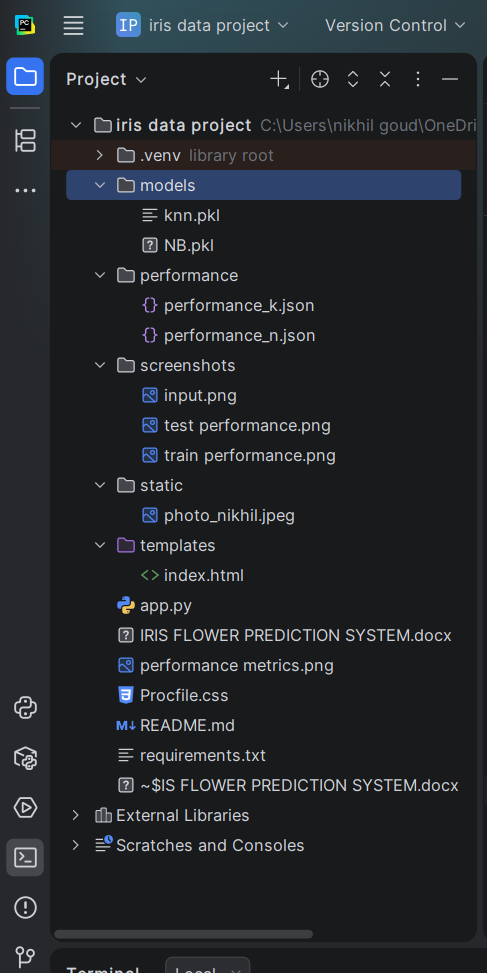 PC IP iris data project Version Control
Project
iris data project C:\Users\nikhil goud\OneDri
.venv library root
models
knn.pkl
? NB.pkl
performance
{} performance_k.json
{} performance_n.json
screenshots
input.png
test performance.png
train performance.png
static
photo_nikhil.jpeg
templates
<> index.html
app.py
? IRIS FLOWER PREDICTION SYSTEM.docx
performance metrics.png
Procfile.css
M↓ README.md
requirements.txt
? ~$IS FLOWER PREDICTION SYSTEM.docx
External Libraries
Scratches and Consoles
Terminal Local